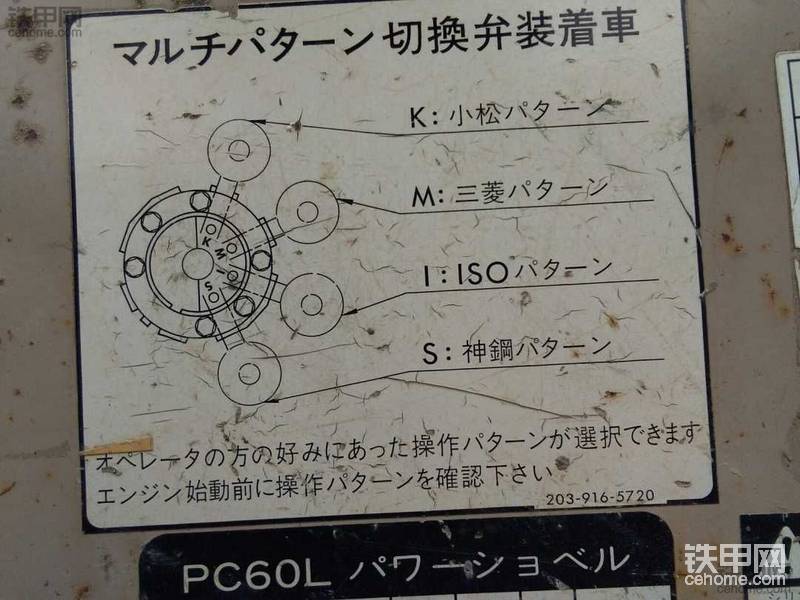 铁甲网
cehome.com
マルチパターン切換弁装着車
K: 小松パターン
M: 三菱パターン
I: ISOパターン
S: 神鋼パターン
K
M
I
S
オペレータの方の好みにあった操作パターンが選択できます
エンジン始動前に操作パターンを確認下さい
203-916-5720
PC60L パワーショベル
铁甲网
cehome.com